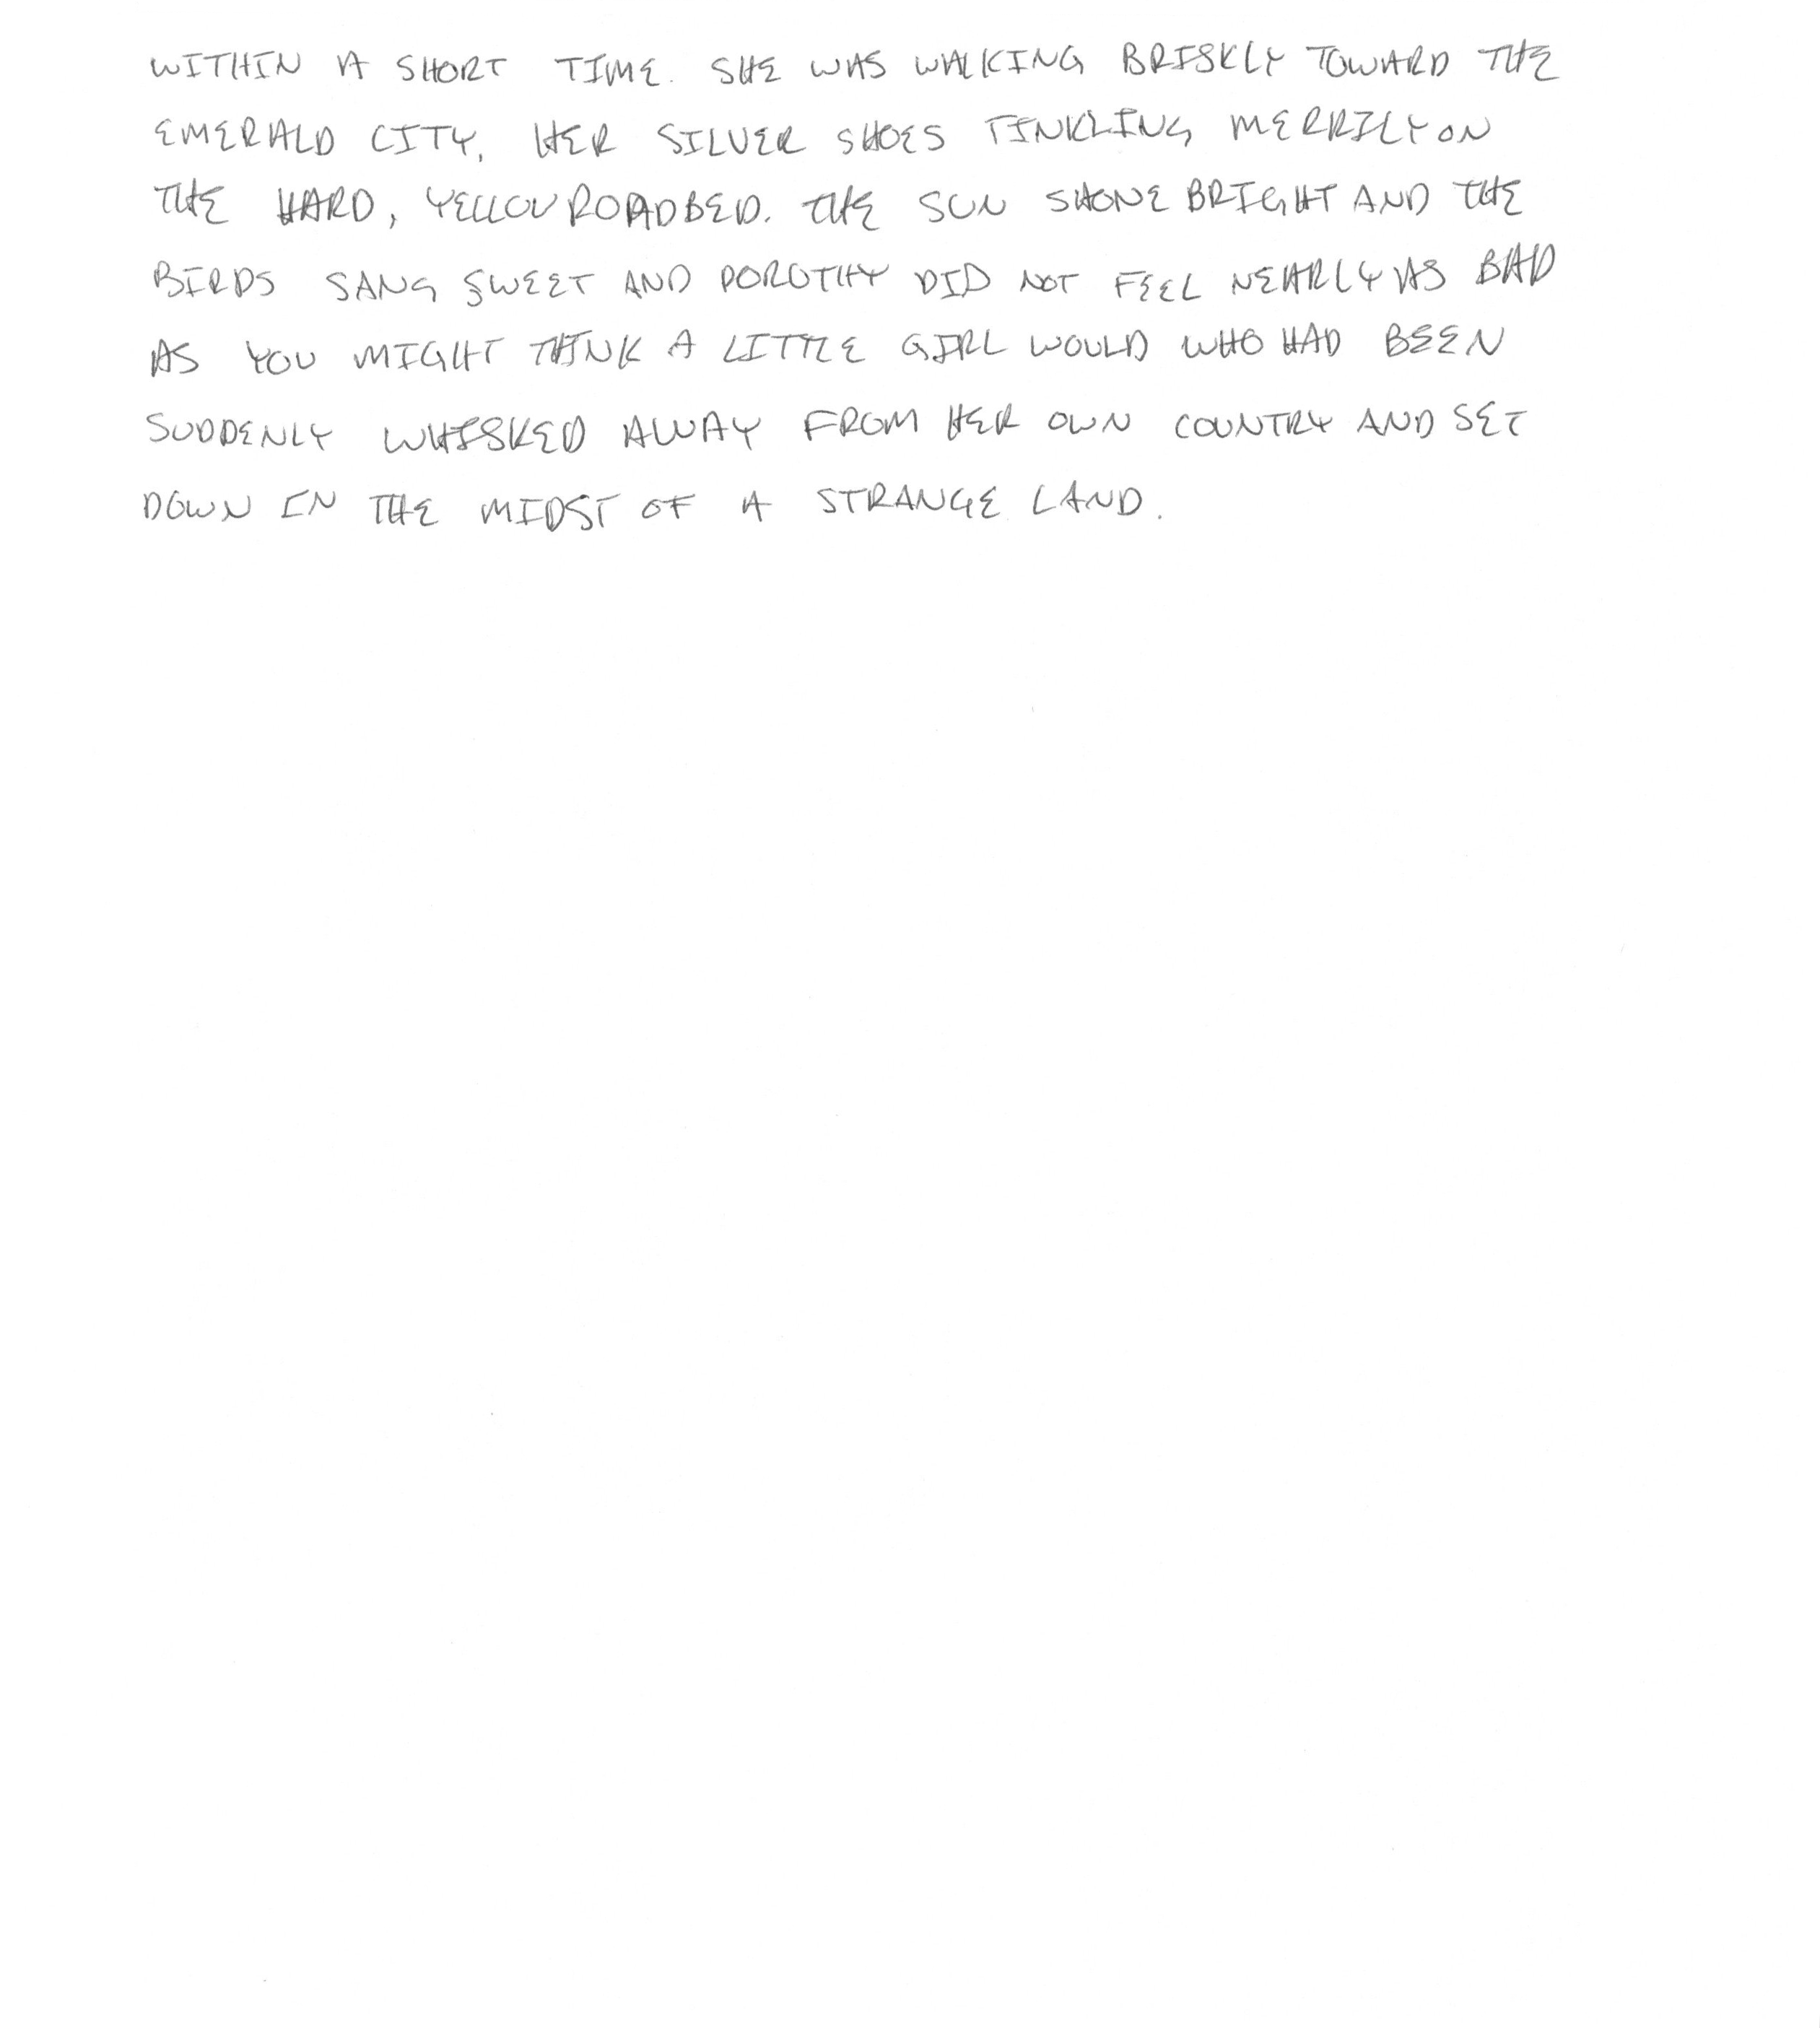 WITHIN A SHORT TIME. SHE WAS WALKING BRISKLY TOWARD THE
EMERALD CITY, HER SILVER SHOES TINKLING MERRILY ON
THE HARD, YELLOW ROADBED. THE SUN SHONE BRIGHT AND THE
BIRDS SANG SWEET AND DOROTHY DID NOT FEEL NEARLY AS BAD
AS YOU MIGHT THINK A LITTLE GIRL WOULD WHO HAD BEEN
SUDDENLY WHISKED AWAY FROM HER OWN COUNTRY AND SET
DOWN IN THE MIDST OF A STRANGE LAND.